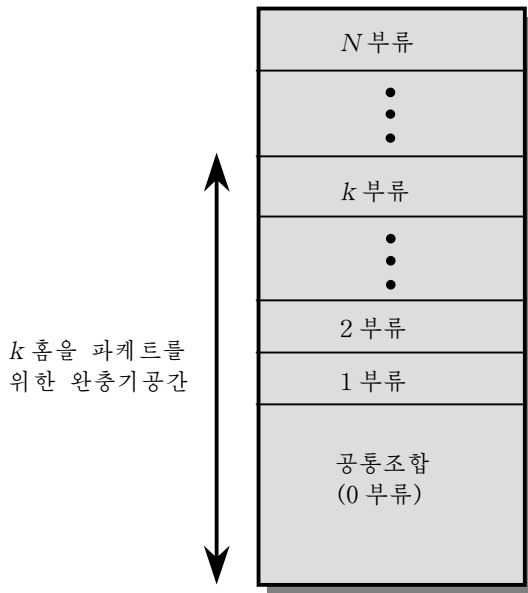 N 부류
k 부류
2 부류
1 부류
공통조합
(0 부류)
k 홉을 파케트를
위한 완충기공간